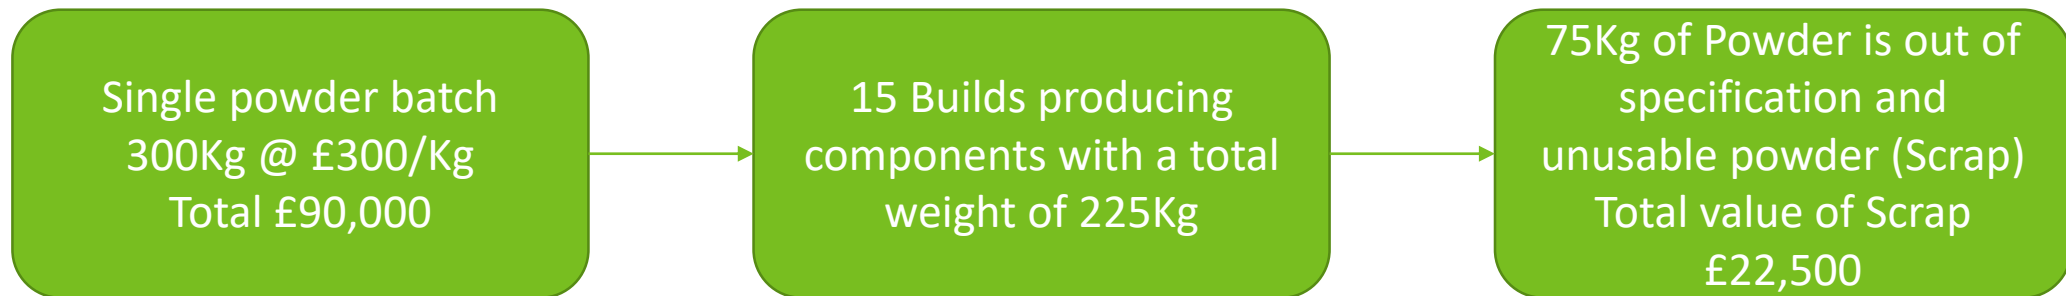 Single powder batch
300Kg @ £300/Kg
Total £90,000
15 Builds producing
components with a total
weight of 225Kg
75Kg of Powder is out of
specification and
unusable powder (Scrap)
Total value of Scrap
£22,500